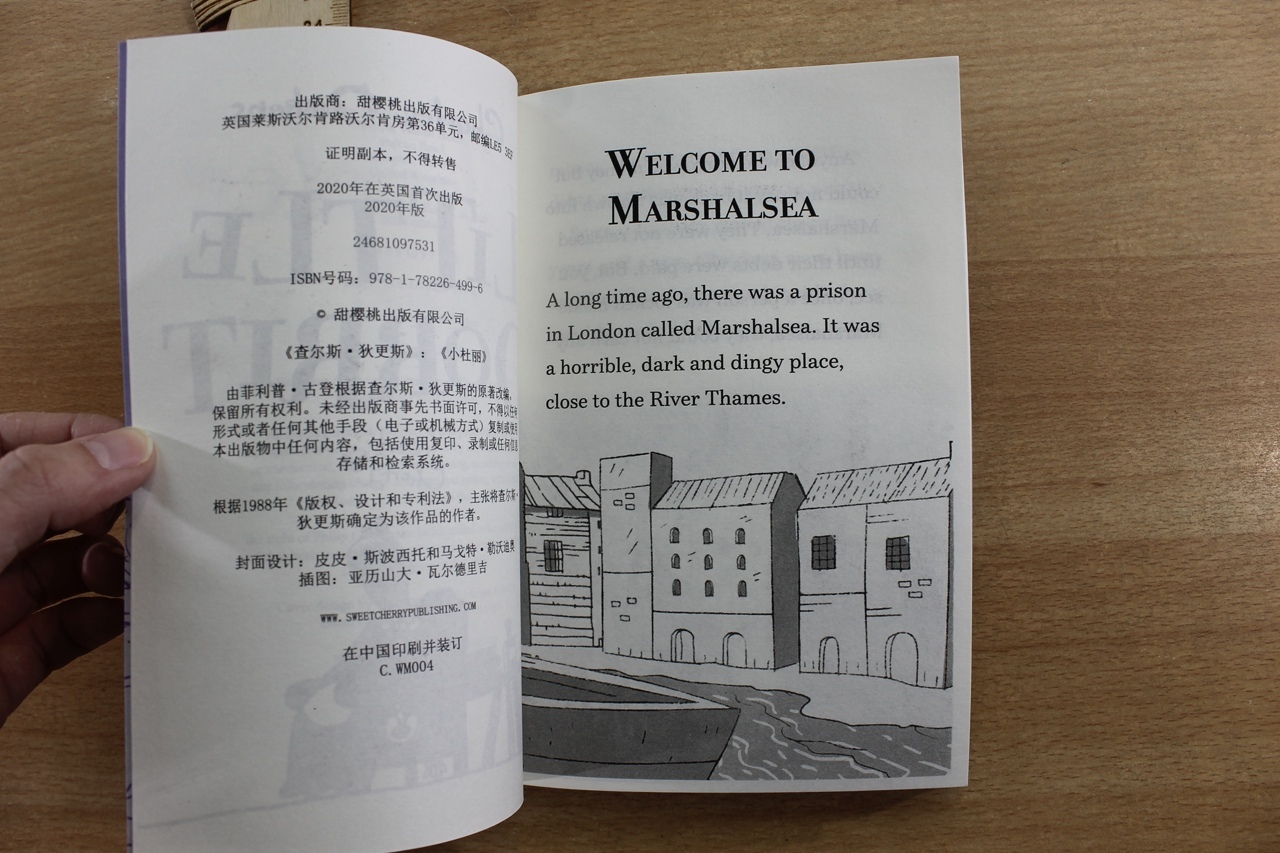 出版商：甜樱桃出版有限公司
英国莱斯沃尔肯路沃尔肯房第36单元，邮编LE5 3EF
证明副本，不得转售
2020年在英国首次出版
2020年版
24681097531
ISBN号码：978-1-78226-499-6
© 甜樱桃出版有限公司
《查尔斯·狄更斯》：《小杜丽》
由菲利普·古登根据查尔斯·狄更斯的原著改编，
保留所有权利。未经出版商事先书面许可，不得以任何
形式或者任何其他手段（电子或机械方式）复制或使用
本出版物中任何内容，包括使用复印、录制或任何信息
存储和检索系统。
根据1988年《版权、设计和专利法》，主张将查尔斯·
狄更斯确定为该作品的作者。
封面设计：皮皮·斯波西托和马戈特·勒沃迪奥
插图：亚历山大·瓦尔德里吉
WWW.SWEETCHERRYPUBLISHING.COM
在中国印刷并装订
C.WM004
WELCOME TO
MARSHALSEA
A long time ago, there was a prison
in London called Marshalsea. It was
a horrible, dark and dingy place,
close to the River Thames.